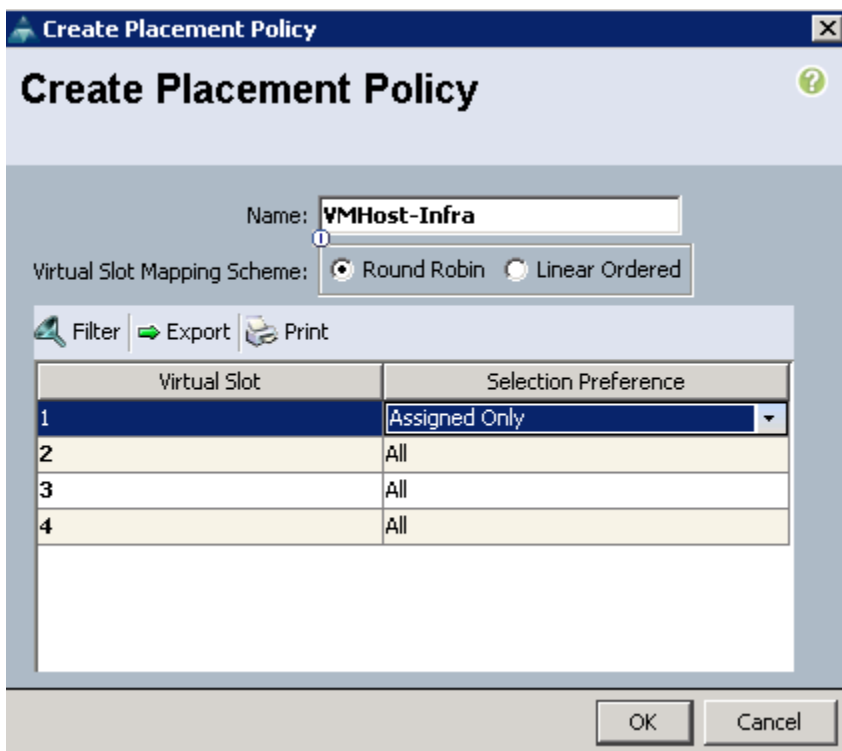 Create Placement Policy
Create Placement Policy
Name: VMHost-Infra
Virtual Slot Mapping Scheme: Round Robin Linear Ordered
Filter Export Print
Virtual Slot Selection Preference
1 Assigned Only
2 All
3 All
4 All
OK Cancel